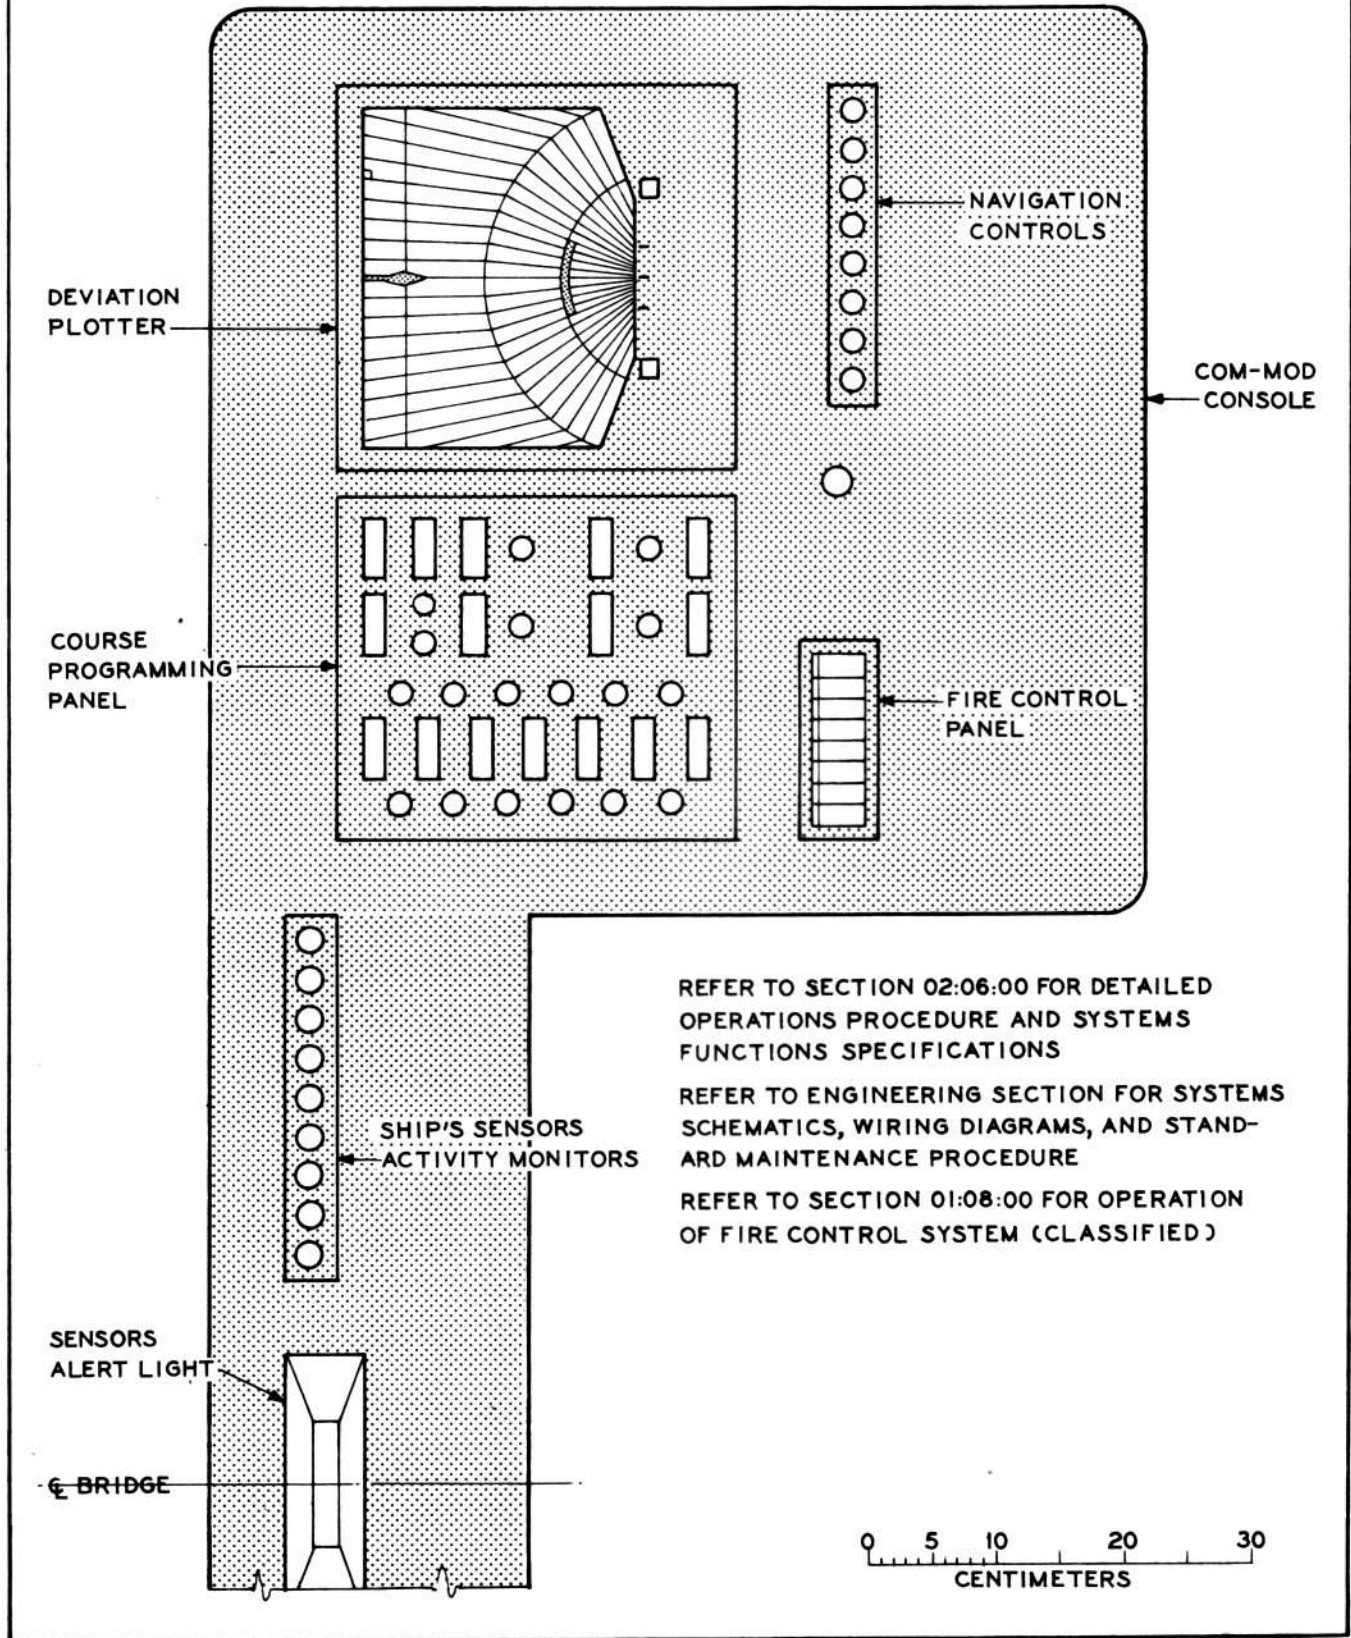 NAVIGATION
CONTROLS
DEVIATION
PLOTTER
COM-MOD
CONSOLE
COURSE
PROGRAMMING
PANEL
FIRE CONTROL
PANEL
REFER TO SECTION 02:06:00 FOR DETAILED
OPERATIONS PROCEDURE AND SYSTEMS
FUNCTIONS SPECIFICATIONS
REFER TO ENGINEERING SECTION FOR SYSTEMS
SCHEMATICS, WIRING DIAGRAMS, AND STAND-
ARD MAINTENANCE PROCEDURE
REFER TO SECTION 01:08:00 FOR OPERATION
OF FIRE CONTROL SYSTEM (CLASSIFIED)
SHIP'S SENSORS
ACTIVITY MONITORS
SENSORS
ALERT LIGHT
℄ BRIDGE
0 5 10 20 30
CENTIMETERS